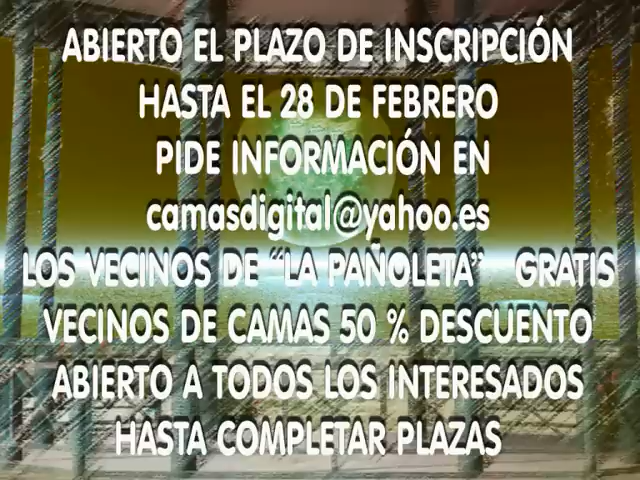 ABIERTO EL PLAZO DE INSCRIPCIÓN
HASTA EL 28 DE FEBRERO
PIDE INFORMACIÓN EN
camasdigital@yahoo.es
LOS VECINOS DE “LA PAÑOLETA” GRATIS
VECINOS DE CAMAS 50 % DESCUENTO
ABIERTO A TODOS LOS INTERESADOS
HASTA COMPLETAR PLAZAS